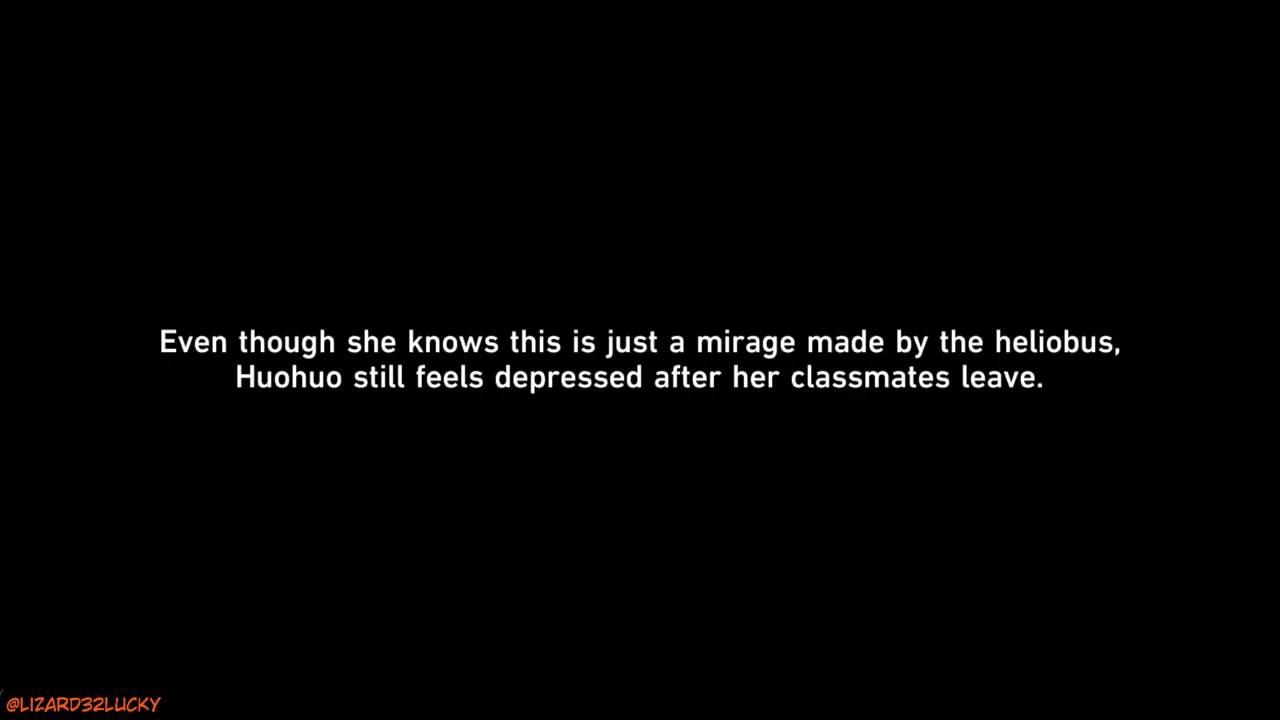 Even though she knows this is just a mirage made by the heliobus,
Huohuo still feels depressed after her classmates leave.
@LIZARD32LUCKY